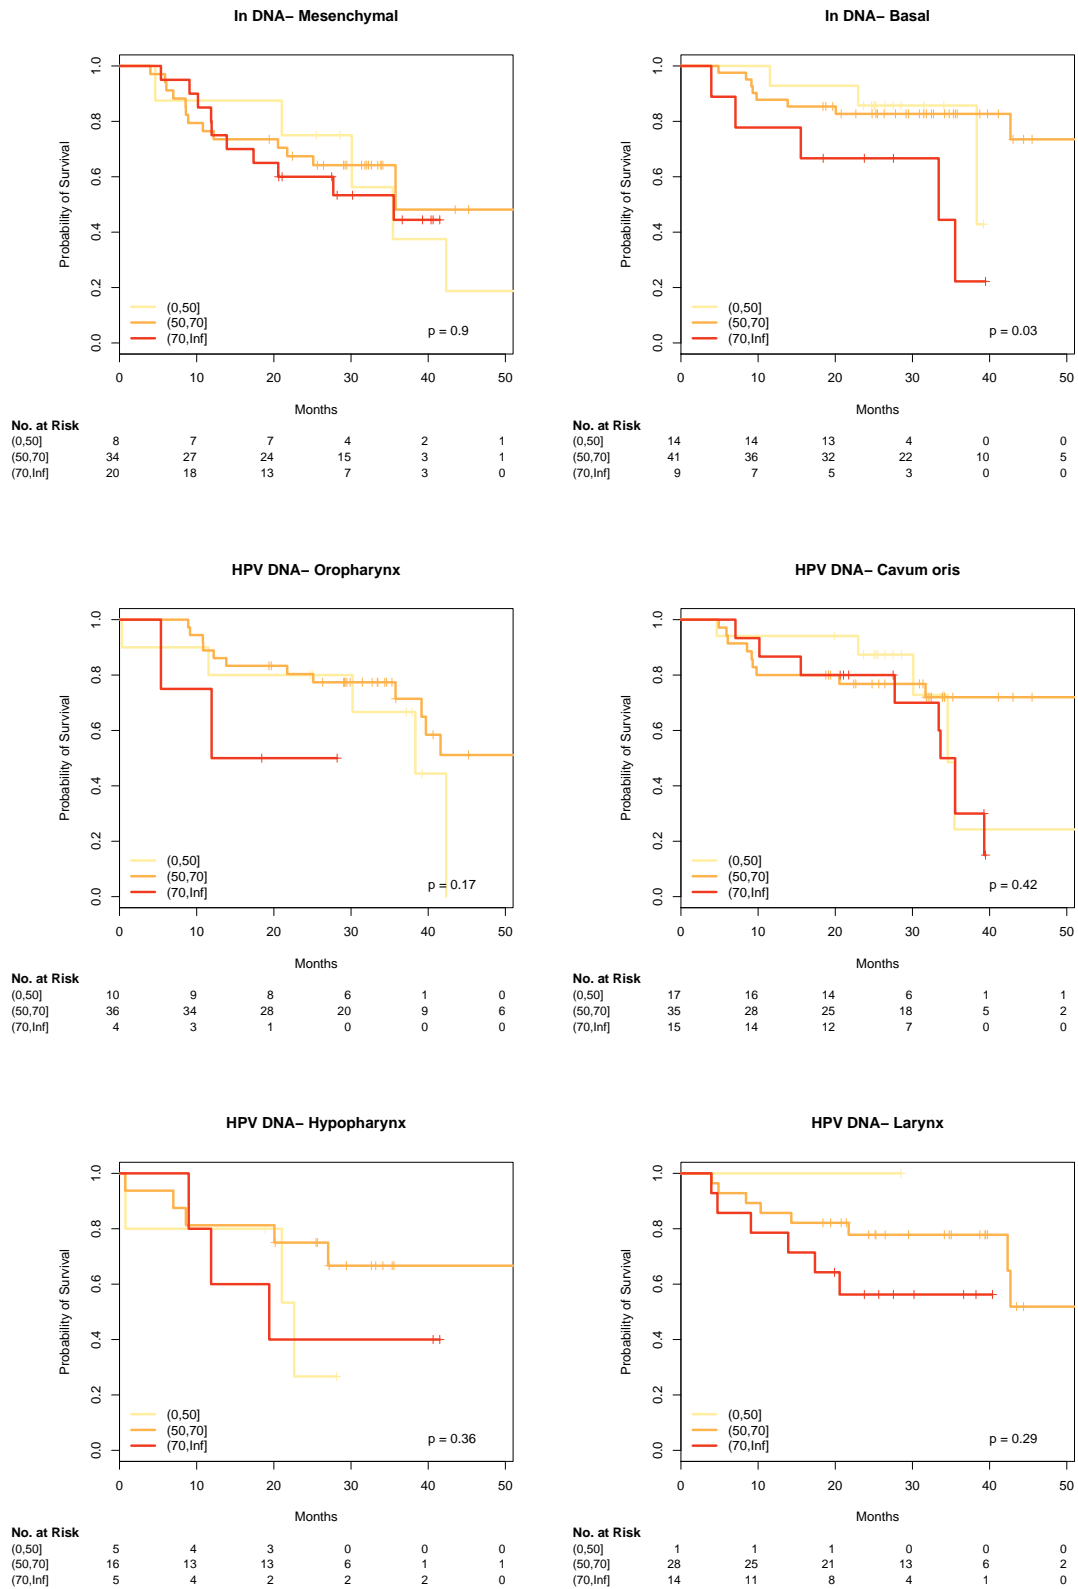 In DNA− Mesenchymal
Probability of Survival
1.0
0.8
0.6
0.4
0.2
0.0
(0,50]
(50,70]
(70,Inf]
p = 0.9
0 10 20 30 40 50
Months
No. at Risk
(0,50] 8 7 7 4 2 1
(50,70] 34 27 24 15 3 1
(70,Inf] 20 18 13 7 3 0
In DNA− Basal
Probability of Survival
1.0
0.8
0.6
0.4
0.2
0.0
(0,50]
(50,70]
(70,Inf]
p = 0.03
0 10 20 30 40 50
Months
No. at Risk
(0,50] 14 14 13 4 0 0
(50,70] 41 36 32 22 10 5
(70,Inf] 9 7 5 3 0 0
HPV DNA− Oropharynx
Probability of Survival
1.0
0.8
0.6
0.4
0.2
0.0
(0,50]
(50,70]
(70,Inf]
p = 0.17
0 10 20 30 40 50
Months
No. at Risk
(0,50] 10 9 8 6 1 0
(50,70] 36 34 28 20 9 6
(70,Inf] 4 3 1 0 0 0
HPV DNA− Cavum oris
Probability of Survival
1.0
0.8
0.6
0.4
0.2
0.0
(0,50]
(50,70]
(70,Inf]
p = 0.42
0 10 20 30 40 50
Months
No. at Risk
(0,50] 17 16 14 6 1 1
(50,70] 35 28 25 18 5 2
(70,Inf] 15 14 12 7 0 0
HPV DNA− Hypopharynx
Probability of Survival
1.0
0.8
0.6
0.4
0.2
0.0
(0,50]
(50,70]
(70,Inf]
p = 0.36
0 10 20 30 40 50
Months
No. at Risk
(0,50] 5 4 3 0 0 0
(50,70] 16 13 13 6 1 1
(70,Inf] 5 4 2 2 2 0
HPV DNA− Larynx
Probability of Survival
1.0
0.8
0.6
0.4
0.2
0.0
(0,50]
(50,70]
(70,Inf]
p = 0.29
0 10 20 30 40 50
Months
No. at Risk
(0,50] 1 1 1 0 0 0
(50,70] 28 25 21 13 6 2
(70,Inf] 14 11 8 4 1 0